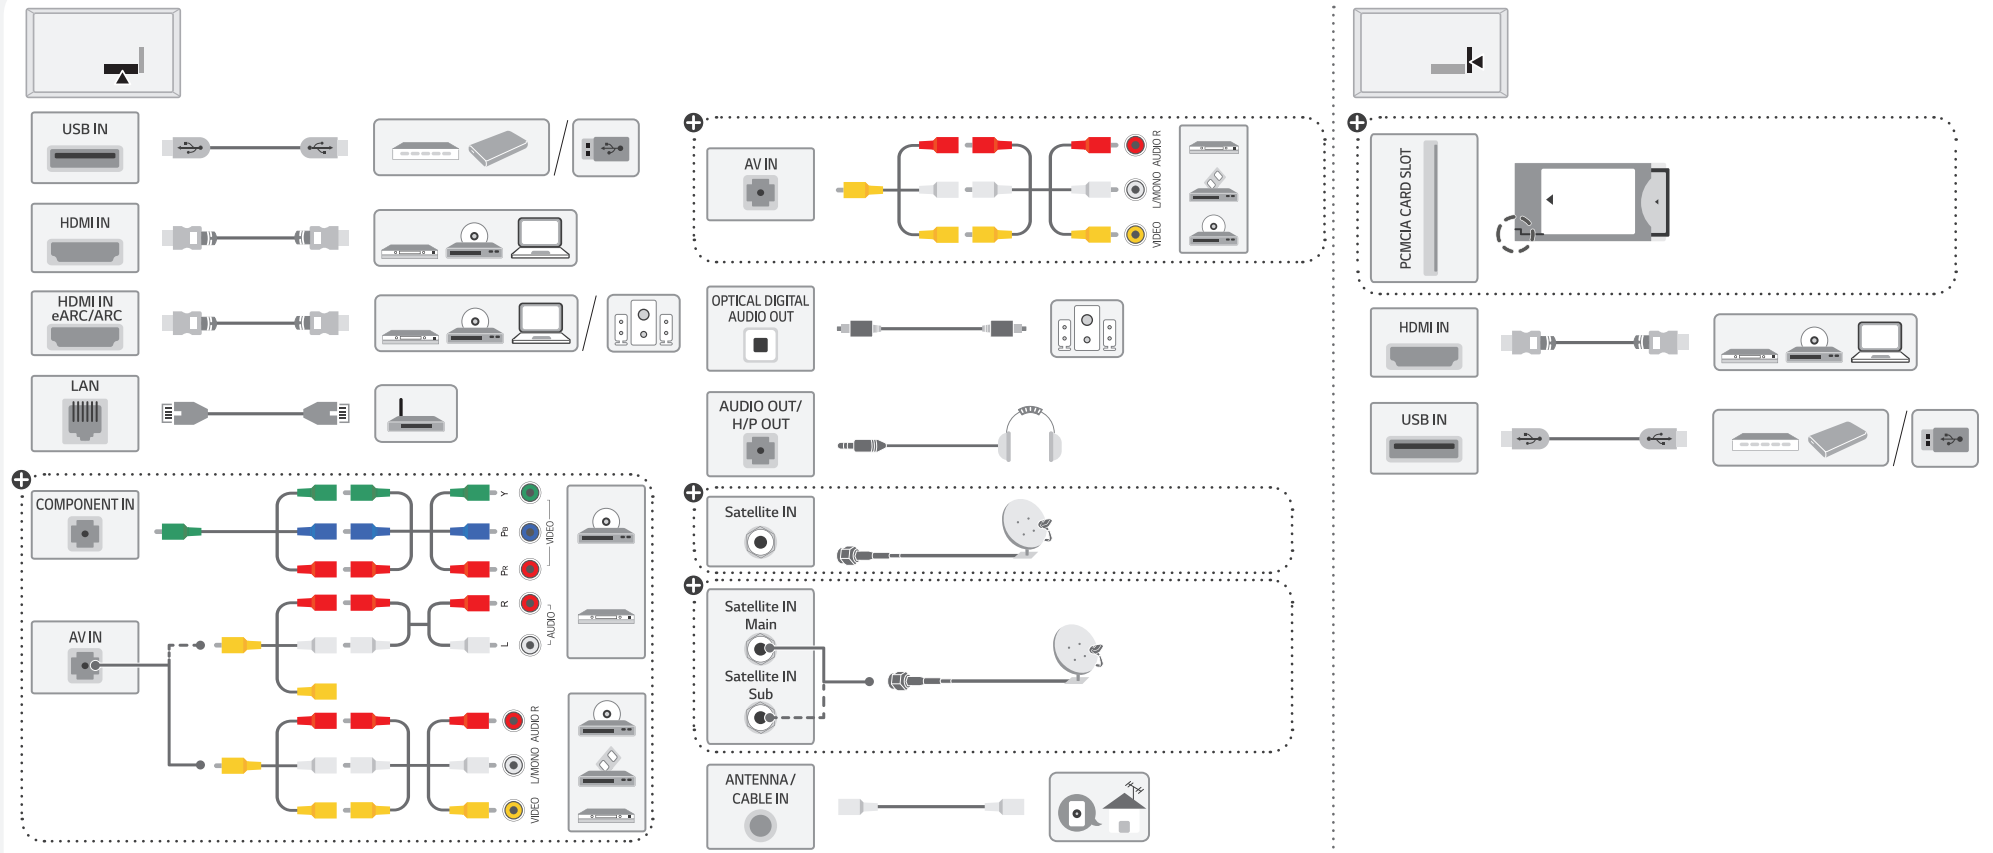 USB IN
HDMI IN
HDMI IN
eARC/ARC
LAN
COMPONENT IN
Y
PB
PR
VIDEO
R
L
AUDIO
AV IN
AUDIO R
L/MONO
VIDEO
AV IN
AUDIO R
L/MONO
VIDEO
OPTICAL DIGITAL
AUDIO OUT
AUDIO OUT/
H/P OUT
Satellite IN
Satellite IN
Main
Satellite IN
Sub
ANTENNA/
CABLE IN
PCMCIA CARD SLOT
HDMI IN
USB IN